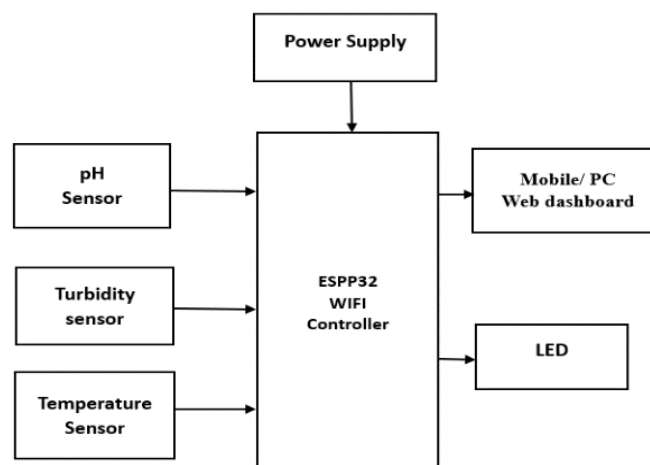 Power Supply
pH
Sensor
Mobile/ PC
Web dashboard
Turbidity
sensor
ESPP32
WIFI
Controller
LED
Temperature
Sensor